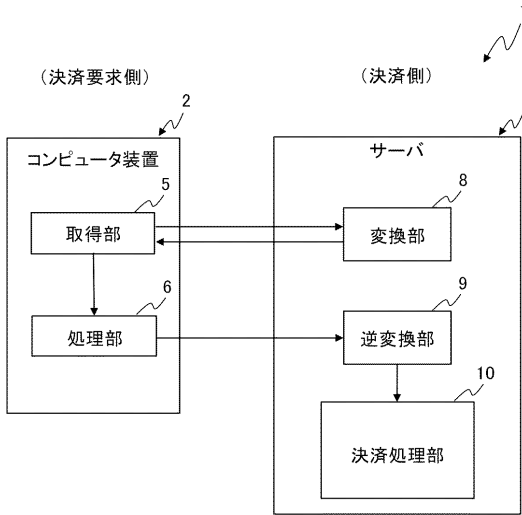 （決済要求側）
（決済側）
2
コンピュータ装置
サーバ
5
取得部
8
変換部
6
処理部
9
逆変換部
10
決済処理部